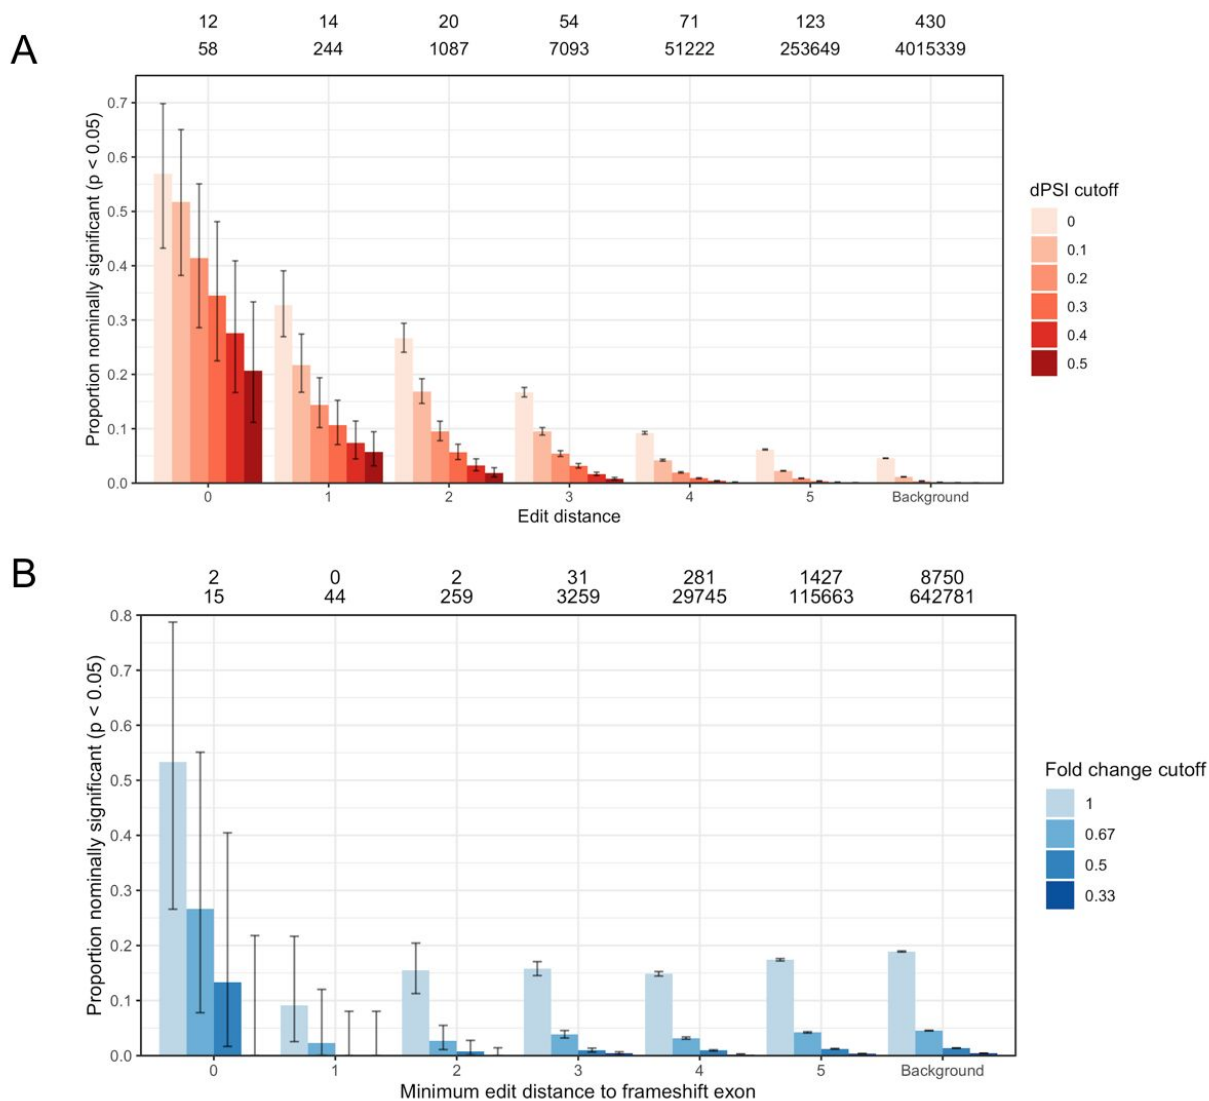 A
12 14 20 54 71 123 430
58 244 1087 7093 51222 253649 4015339
Proportion nominally significant (p < 0.05)
0.7
0.6
0.5
0.4
0.3
0.2
0.1
0.0
0 1 2 3 4 5 Background
Edit distance
dPSI cutoff
0
0.1
0.2
0.3
0.4
0.5
B
2 0 2 31 281 1427 8750
15 44 259 3259 29745 115663 642781
Proportion nominally significant (p < 0.05)
0.8
0.7
0.6
0.5
0.4
0.3
0.2
0.1
0.0
0 1 2 3 4 5 Background
Minimum edit distance to frameshift exon
Fold change cutoff
1
0.67
0.5
0.33